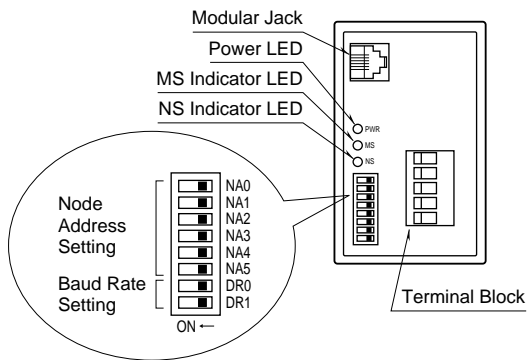 Modular Jack
Power LED
MS Indicator LED
NS Indicator LED
PWR
MS
NS
Node
Address
Setting
NA0
NA1
NA2
NA3
NA4
NA5
Baud Rate
Setting
DR0
DR1
ON ←
Terminal Block